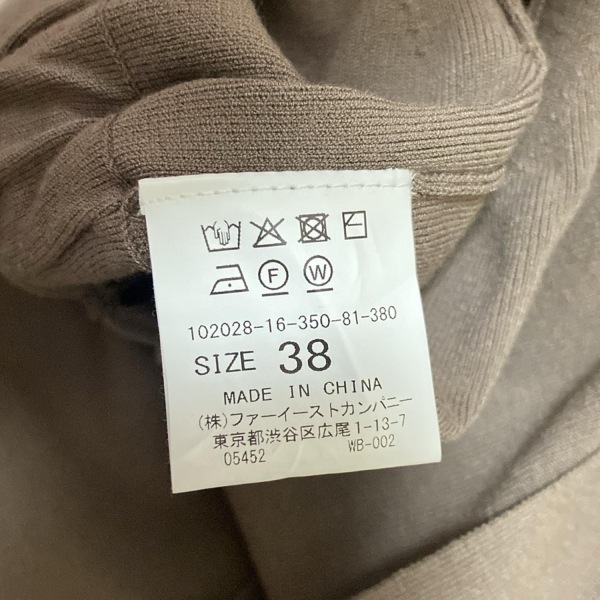 F W
102028-16-350-81-380
SIZE 38
MADE IN CHINA
(株)ファーイーストカンパニー
東京都渋谷区広尾1-13-7
05452 WB-002